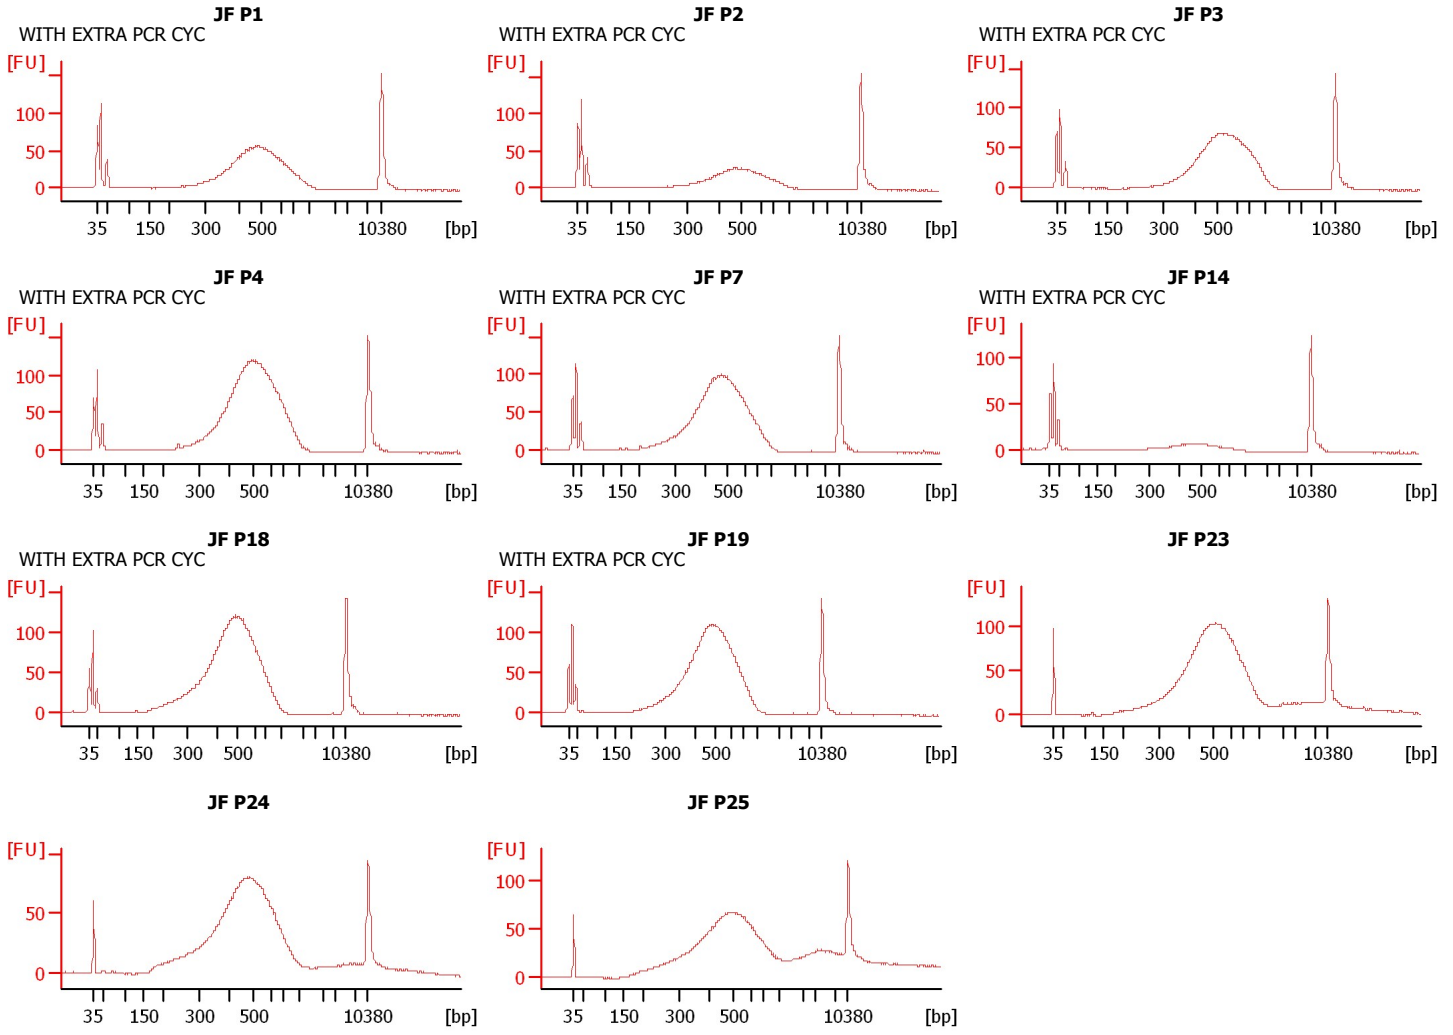 JF P1
WITH EXTRA PCR CYC
[FU]
100
50
0
35 150 300 500 10380 [bp]
JF P2
WITH EXTRA PCR CYC
[FU]
100
50
0
35 150 300 500 10380 [bp]
JF P3
WITH EXTRA PCR CYC
[FU]
100
50
0
35 150 300 500 10380 [bp]
JF P4
WITH EXTRA PCR CYC
[FU]
100
50
0
35 150 300 500 10380 [bp]
JF P7
WITH EXTRA PCR CYC
[FU]
100
50
0
35 150 300 500 10380 [bp]
JF P14
WITH EXTRA PCR CYC
[FU]
100
50
0
35 150 300 500 10380 [bp]
JF P18
WITH EXTRA PCR CYC
[FU]
100
50
0
35 150 300 500 10380 [bp]
JF P19
WITH EXTRA PCR CYC
[FU]
100
50
0
35 150 300 500 10380 [bp]
JF P23
[FU]
100
50
0
35 150 300 500 10380 [bp]
JF P24
[FU]
50
0
35 150 300 500 10380 [bp]
JF P25
[FU]
100
50
0
35 150 300 500 10380 [bp]